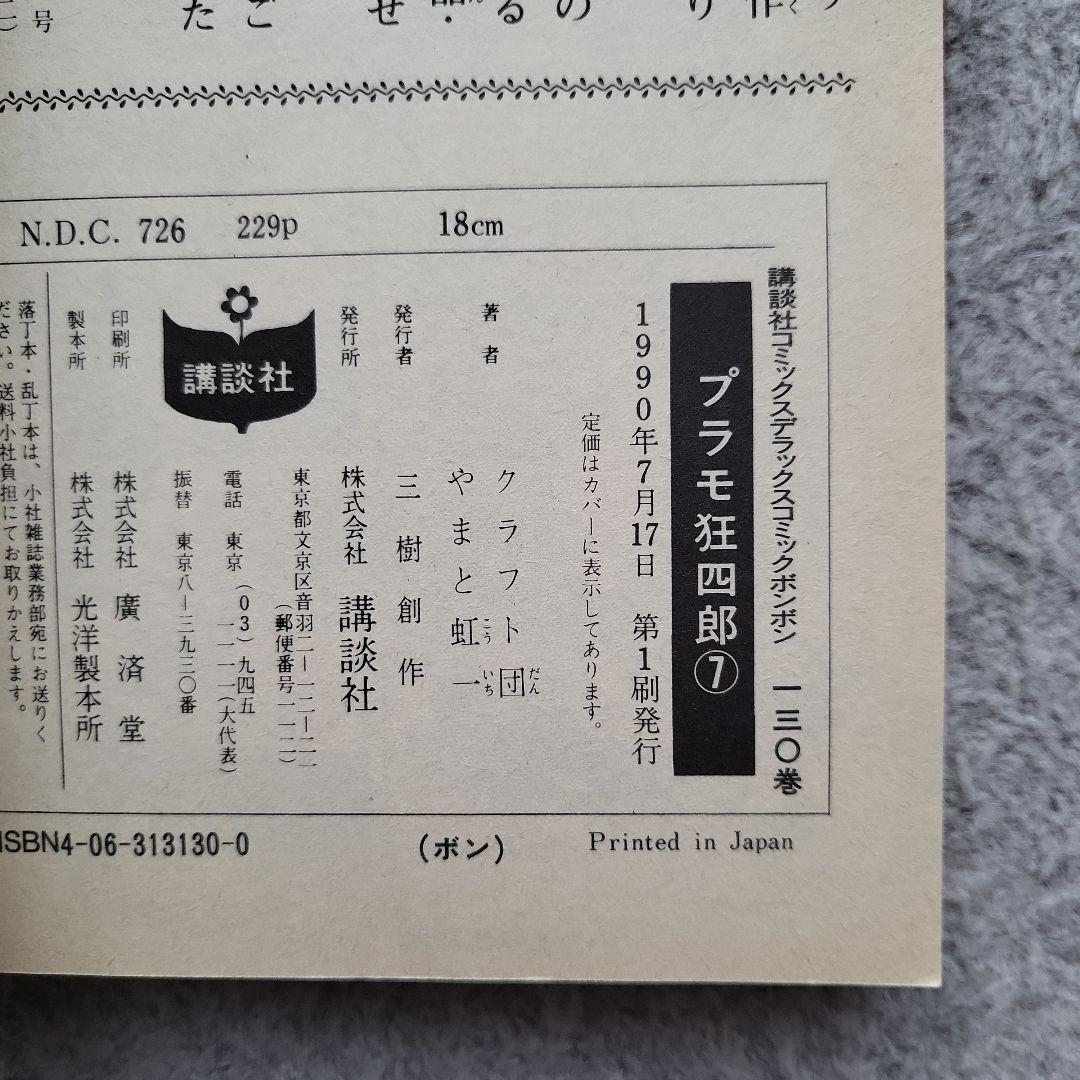 N.D.C. 726 229p 18cm
講談社コミックスデラックスコミックボンボン 一三〇巻
プラモ狂四郎⑦
1990年7月17日 第1刷発行
定価はカバーに表示してあります。
著者 クラフト団
だん
やまと虹一
こういち
発行者 三樹創作
発行所 株式会社 講談社
東京都文京区音羽二―一二―二一
(郵便番号一一二)
電話 東京(03)九四五
一一一一(大代表)
振替 東京八―三九三〇番
講談社
印刷所 株式会社 廣済堂
製本所 株式会社 光洋製本所
落丁本・乱丁本は、小社雑誌業務部宛にお送りく
ださい。送料小社負担にてお取りかえします。
ISBN4-06-313130-0
(ボン)
Printed in Japan